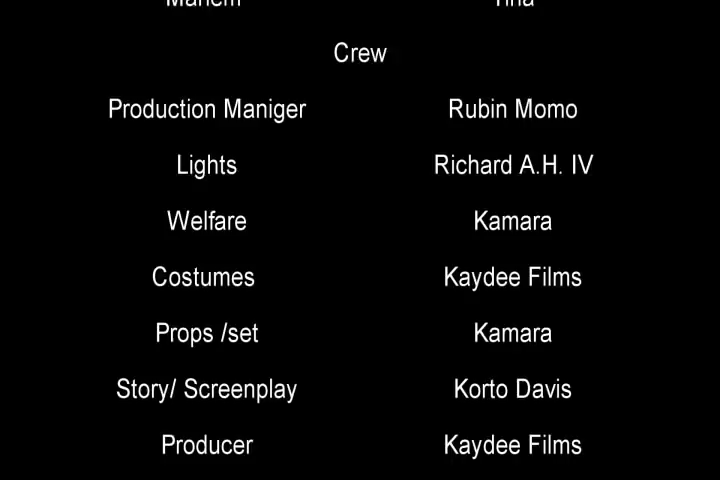 Crew
Production Maniger Rubin Momo
Lights Richard A.H. IV
Welfare Kamara
Costumes Kaydee Films
Props /set Kamara
Story/ Screenplay Korto Davis
Producer Kaydee Films